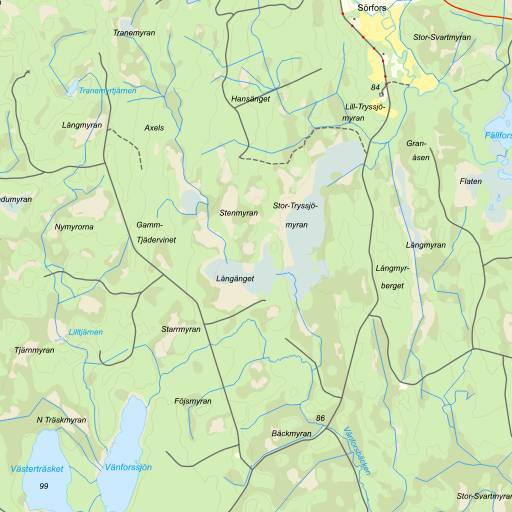 Sörfors
Tranemyran
Stor-Svartmyran
84
Tranemyrtjärnen
Hansänget
Lill-Tryssjö-
myran
Långmyran
Axels
Fällfors
Gran-
åsen
Flaten
edumyran
Stenmyran
Stor-Tryssjö-
myran
Nymyrorna
Gamm-
Tjädervinet
Långmyran
Långänget
Långmyr-
berget
Lilltjärnen
Starrmyran
Tjärnmyran
Föjsmyran
N Träskmyran
86
Bäckmyran
Vänforsbäcken
Västerträsket
Vänforssjön
99
Stor-Svartmyran